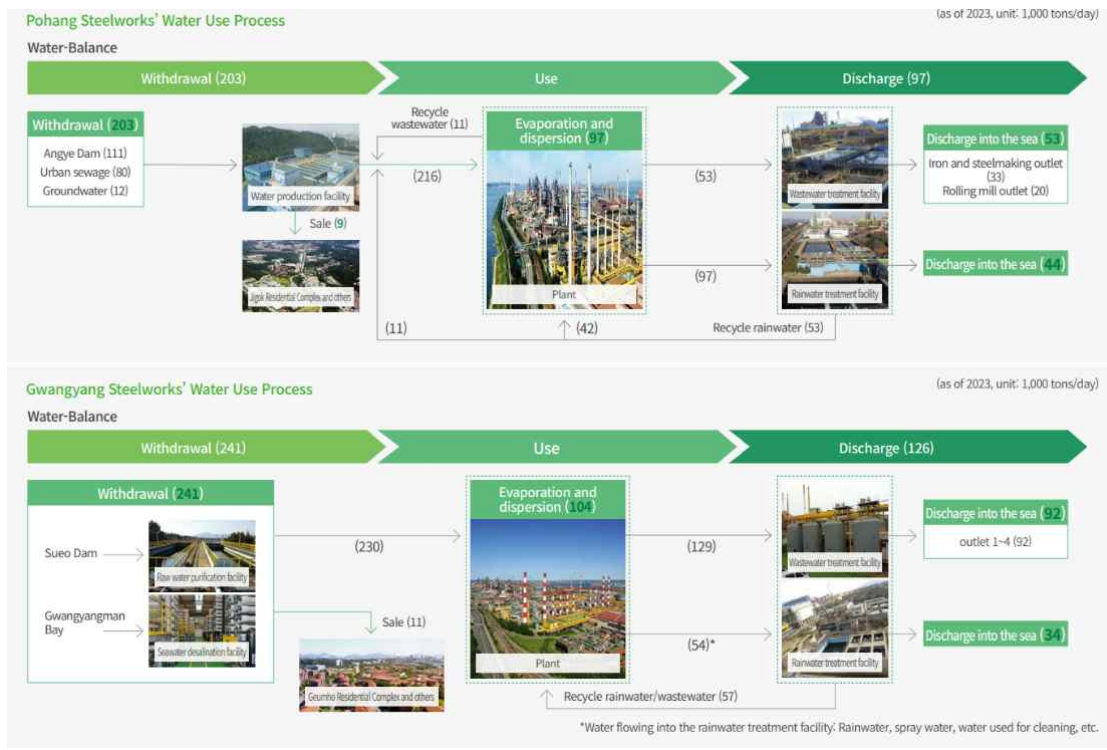 Pohang Steelworks' Water Use Process
(as of 2023, unit: 1,000 tons/day)
Water-Balance
Withdrawal (203)
Use
Discharge (97)
Withdrawal (203)
Angye Dam (111)
Urban sewage (80)
Groundwater (12)
Water production facility
Sale (9)
Jigok Residential Complex and others
Recycle
wastewater (11)
(216)
Evaporation and
dispersion (97)
Plant
(53)
(97)
Wastewater treatment facility
Rainwater treatment facility
Discharge into the sea (53)
Iron and steelmaking outlet
(33)
Rolling mill outlet (20)
Discharge into the sea (44)
(11)
(42)
Recycle rainwater (53)
Gwangyang Steelworks' Water Use Process
(as of 2023, unit: 1,000 tons/day)
Water-Balance
Withdrawal (241)
Use
Discharge (126)
Withdrawal (241)
Sueo Dam
Raw water purification facility
Gwangyangman
Bay
Seawater desalination facility
(230)
Sale (11)
Geumho Residential Complex and others
Evaporation and
dispersion (104)
Plant
(129)
(54)*
Wastewater treatment facility
Rainwater treatment facility
Discharge into the sea (92)
outlet 1~4 (92)
Discharge into the sea (34)
Recycle rainwater/wastewater (57)
*Water flowing into the rainwater treatment facility: Rainwater, spray water, water used for cleaning, etc.